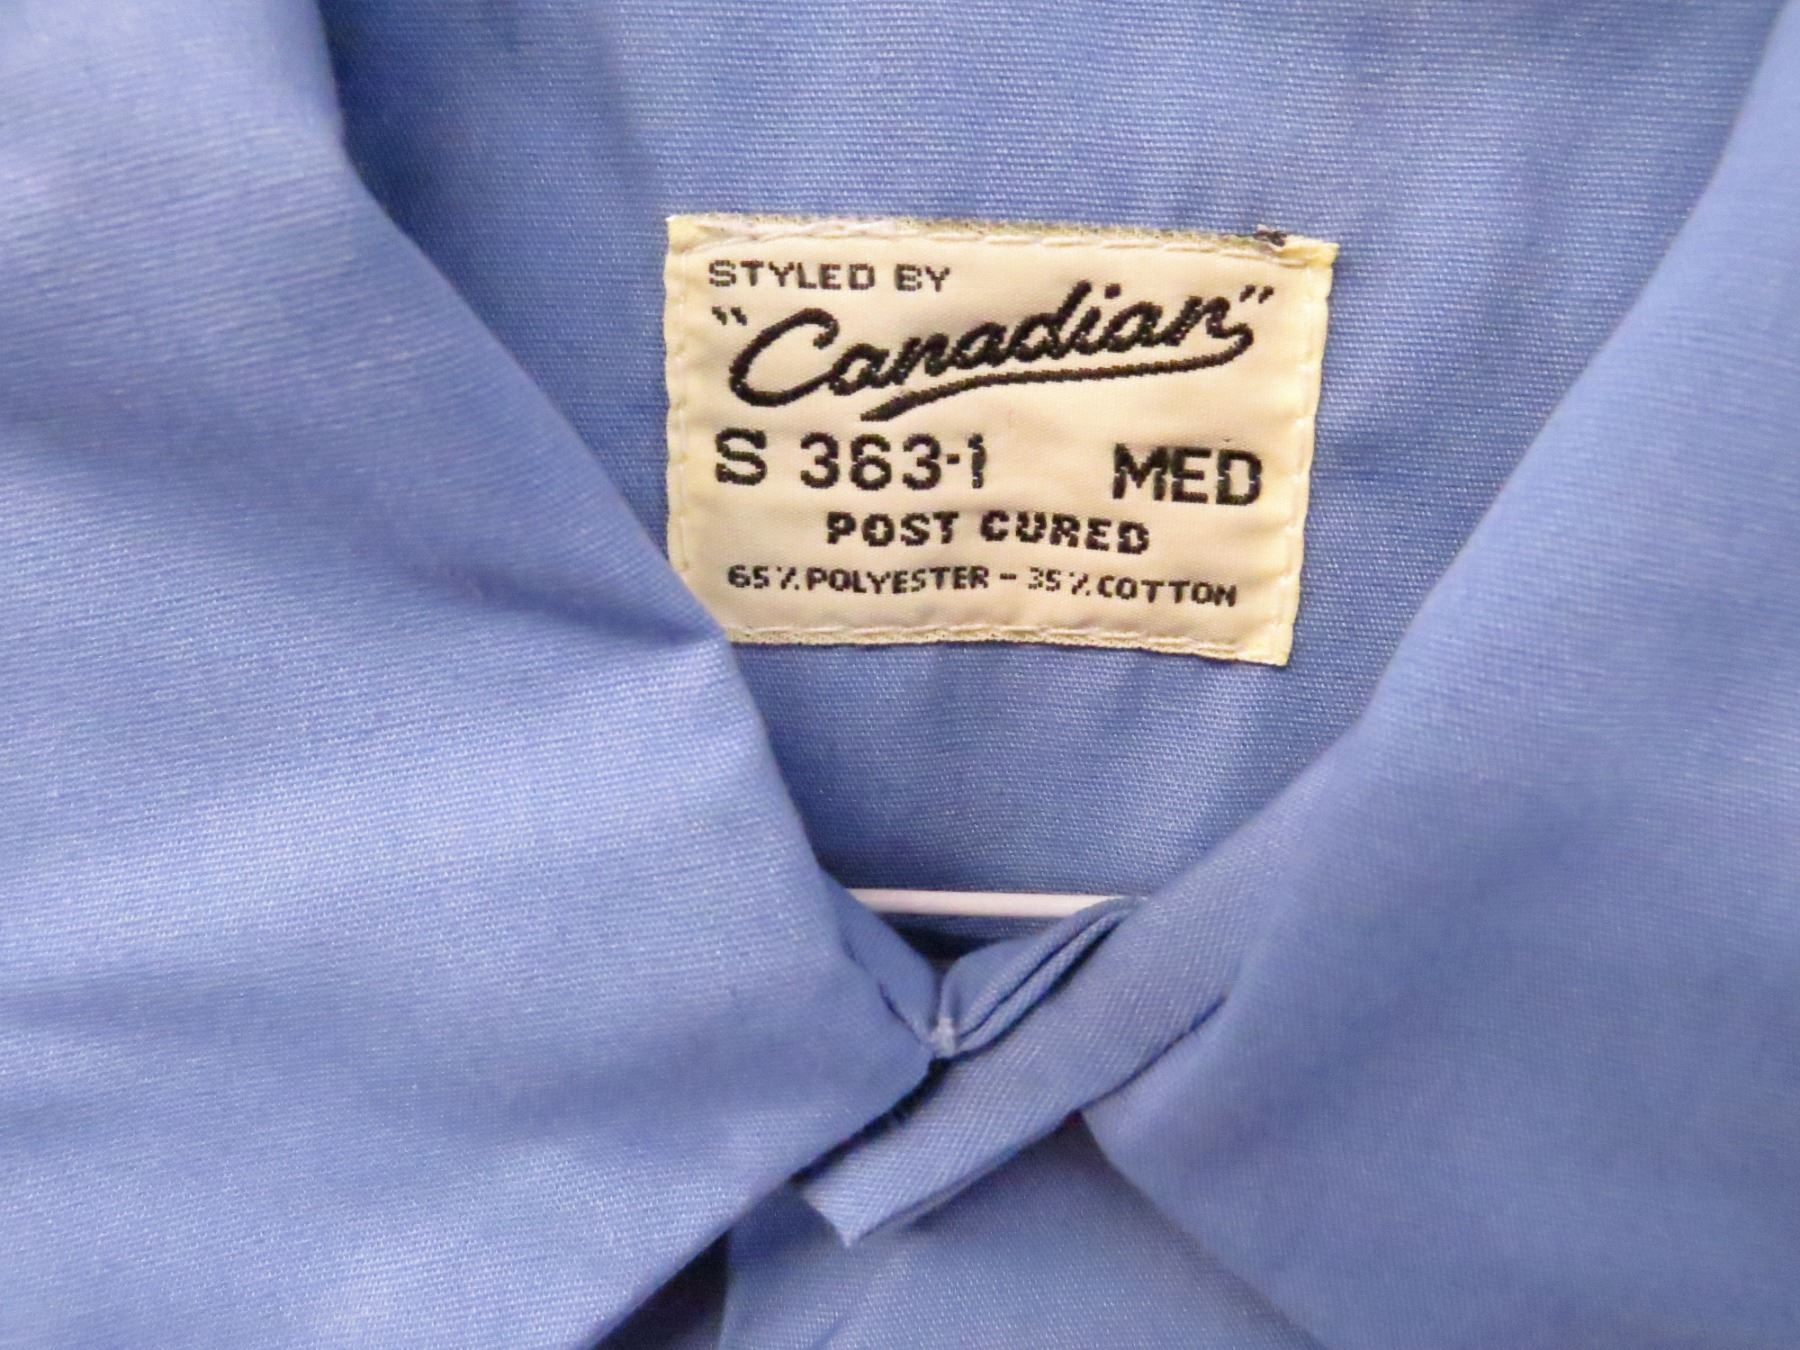 STYLED BY
"Canadian"
S 363-1 MED
POST CURED
65% POLYESTER - 35% COTTON